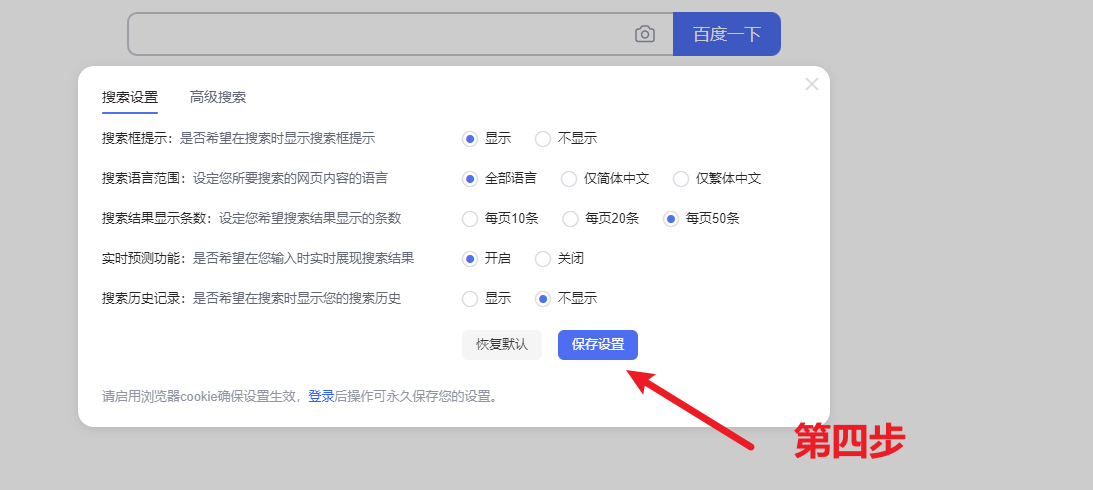 百度一下
搜索设置 高级搜索
搜索框提示：是否希望在搜索时显示搜索框提示 显示 不显示
搜索语言范围：设定您所要搜索的网页内容的语言 全部语言 仅简体中文 仅繁体中文
搜索结果显示条数：设定您希望搜索结果显示的条数 每页10条 每页20条 每页50条
实时预测功能：是否希望在您输入时实时展现搜索结果 开启 关闭
搜索历史记录：是否希望在搜索时显示您的搜索历史 显示 不显示
恢复默认 保存设置
请启用浏览器cookie确保设置生效，登录后操作可永久保存您的设置。
第四步